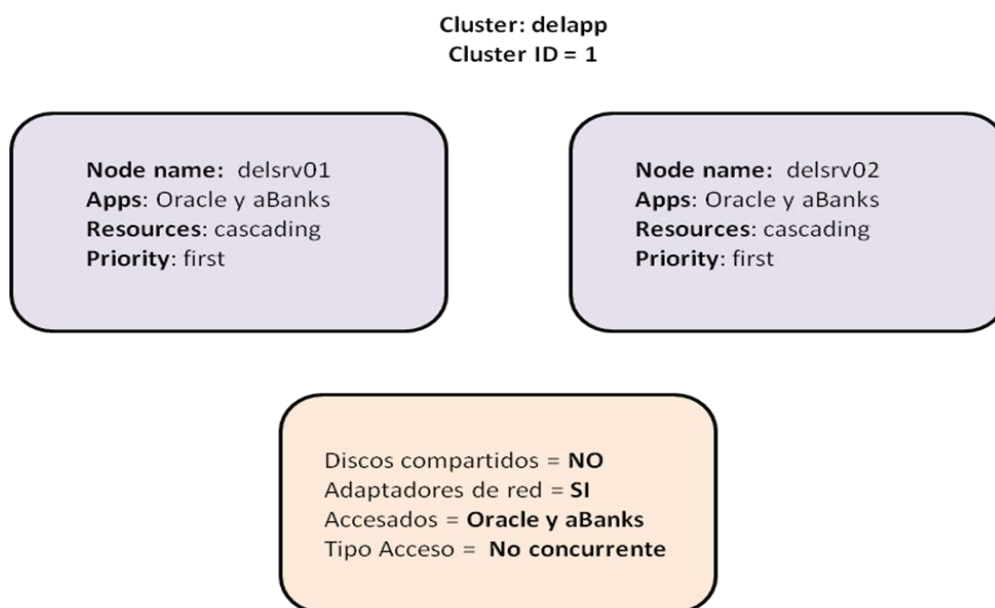 Cluster: delapp
Cluster ID = 1
Node name: delsrv01
Apps: Oracle y aBanks
Resources: cascading
Priority: first
Node name: delsrv02
Apps: Oracle y aBanks
Resources: cascading
Priority: first
Discos compartidos = NO
Adaptadores de red = SI
Accesados = Oracle y aBanks
Tipo Acceso = No concurrente